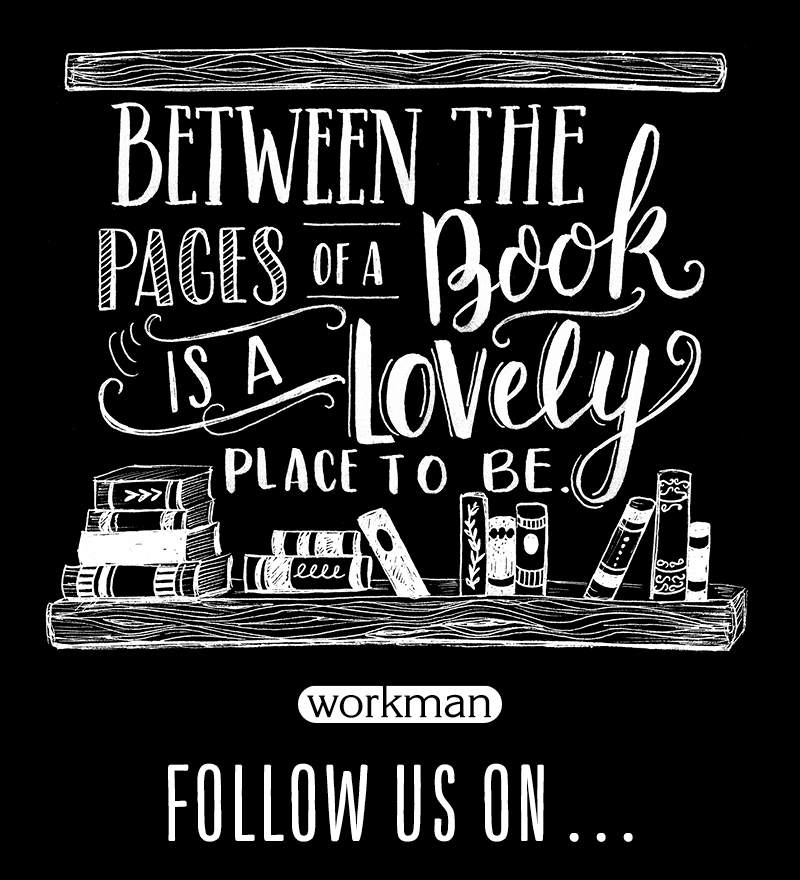 BETWEEN THE
PAGES OF A Book
IS A Lovely
PLACE TO BE.
workman
FOLLOW US ON ...